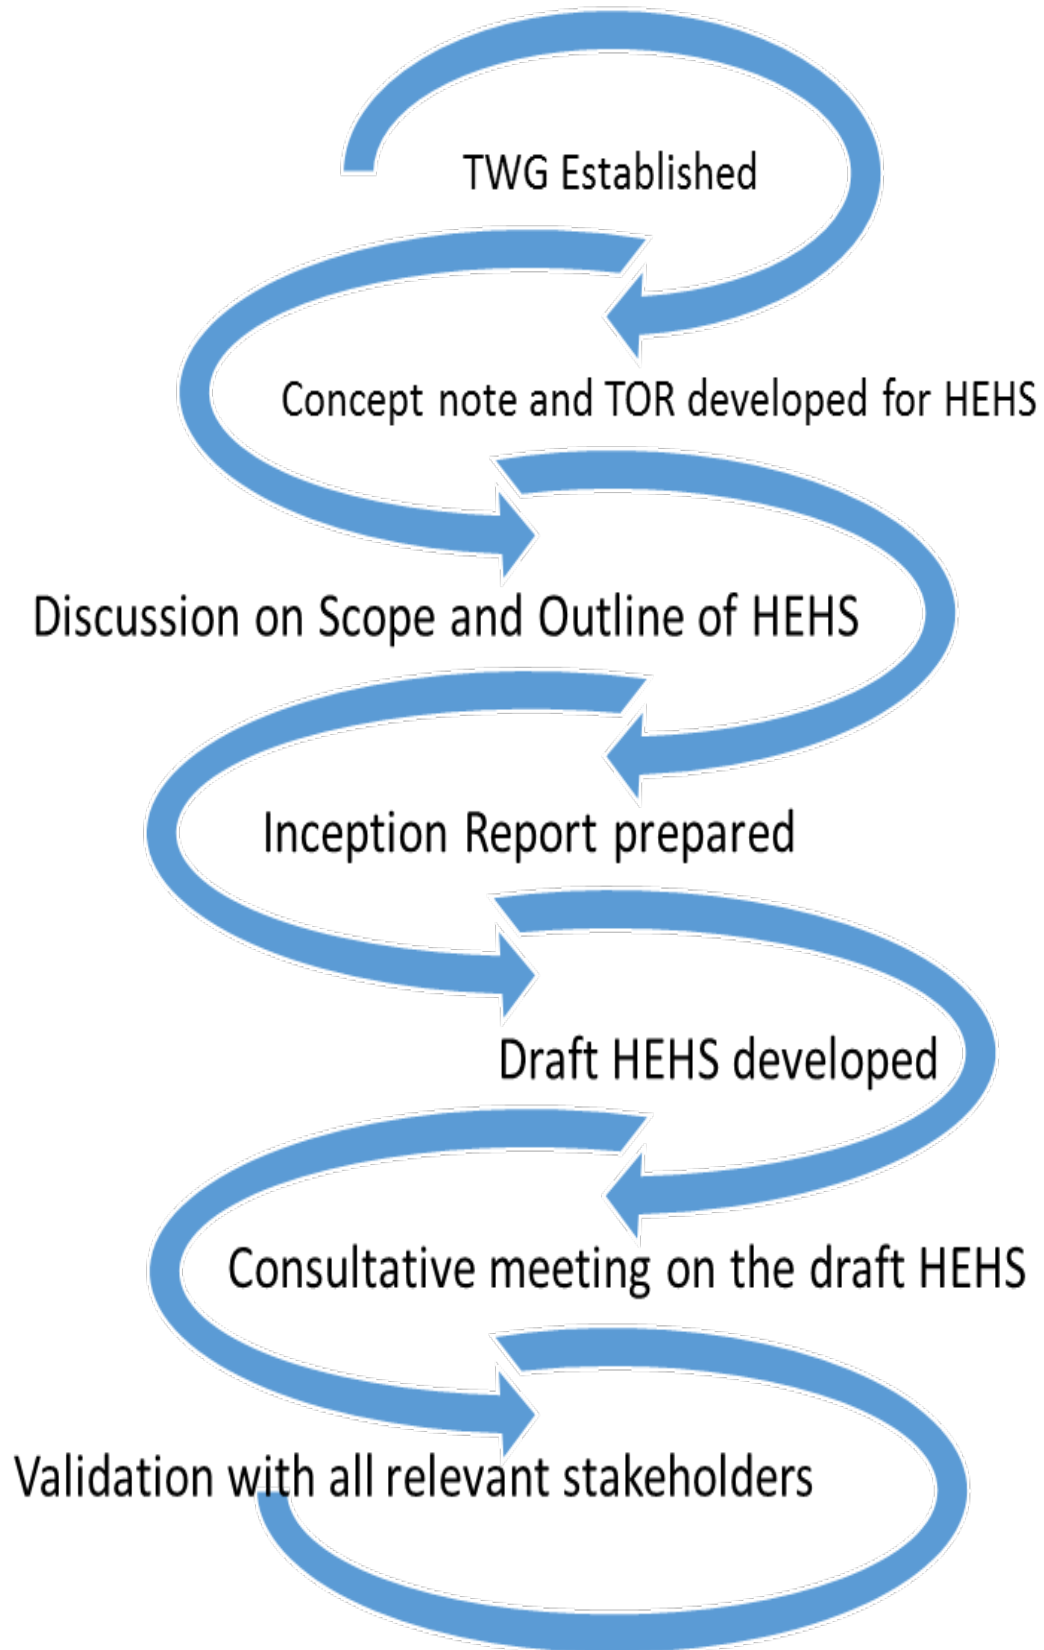 TWG Established
Concept note and TOR developed for HEHS
Discussion on Scope and Outline of HEHS
Inception Report prepared
Draft HEHS developed
Consultative meeting on the draft HEHS
Validation with all relevant stakeholders